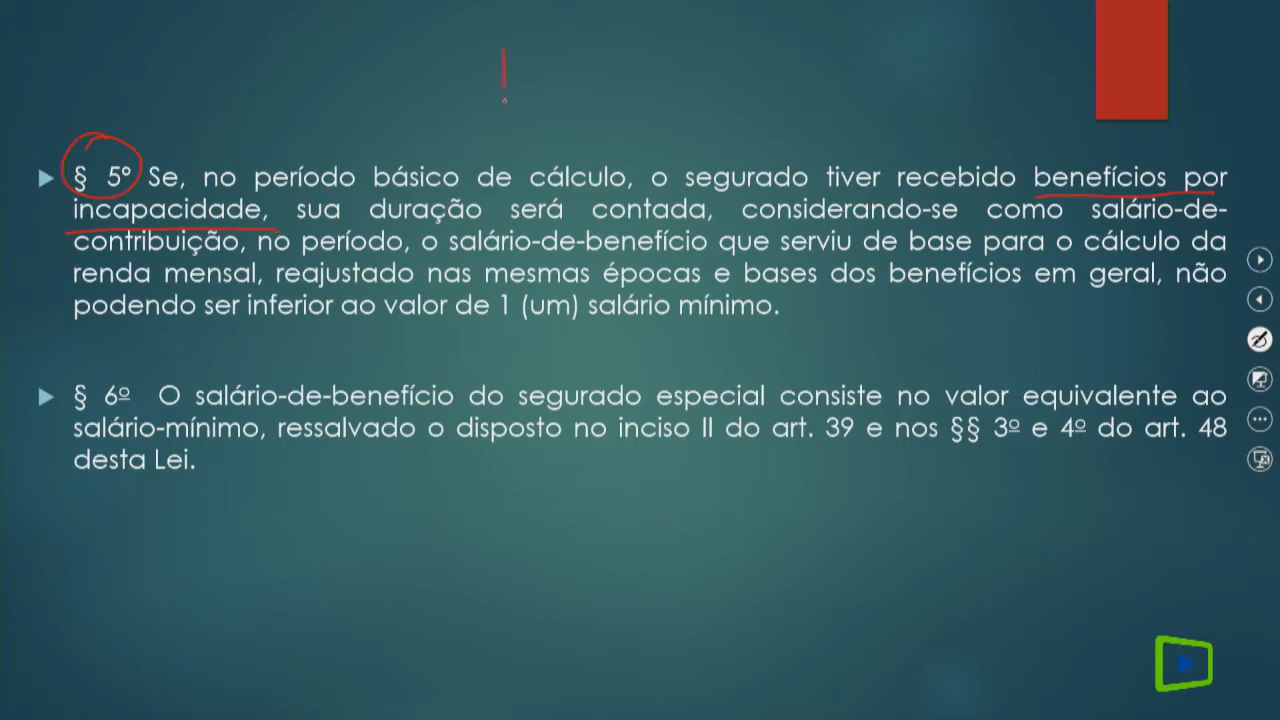 § 5º Se, no período básico de cálculo, o segurado tiver recebido benefícios por
incapacidade, sua duração será contada, considerando-se como salário-de-
contribuição, no período, o salário-de-benefício que serviu de base para o cálculo da
renda mensal, reajustado nas mesmas épocas e bases dos benefícios em geral, não
podendo ser inferior ao valor de 1 (um) salário mínimo.
§ 6º O salário-de-benefício do segurado especial consiste no valor equivalente ao
salário-mínimo, ressalvado o disposto no inciso II do art. 39 e nos §§ 3º e 4º do art. 48
desta Lei.